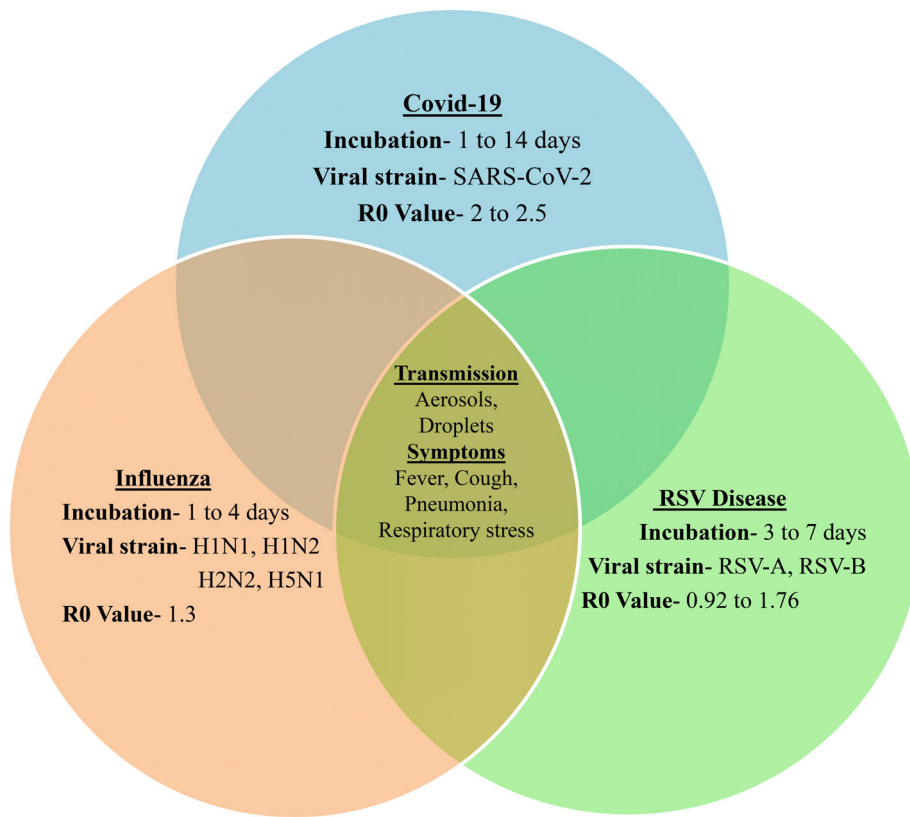 Covid-19
Incubation- 1 to 14 days
Viral strain- SARS-CoV-2
R0 Value- 2 to 2.5
Transmission
Aerosols,
Droplets
Symptoms
Fever, Cough,
Pneumonia,
Respiratory stress
Influenza
Incubation- 1 to 4 days
Viral strain- H1N1, H1N2
H2N2, H5N1
R0 Value- 1.3
RSV Disease
Incubation- 3 to 7 days
Viral strain- RSV-A, RSV-B
R0 Value- 0.92 to 1.76